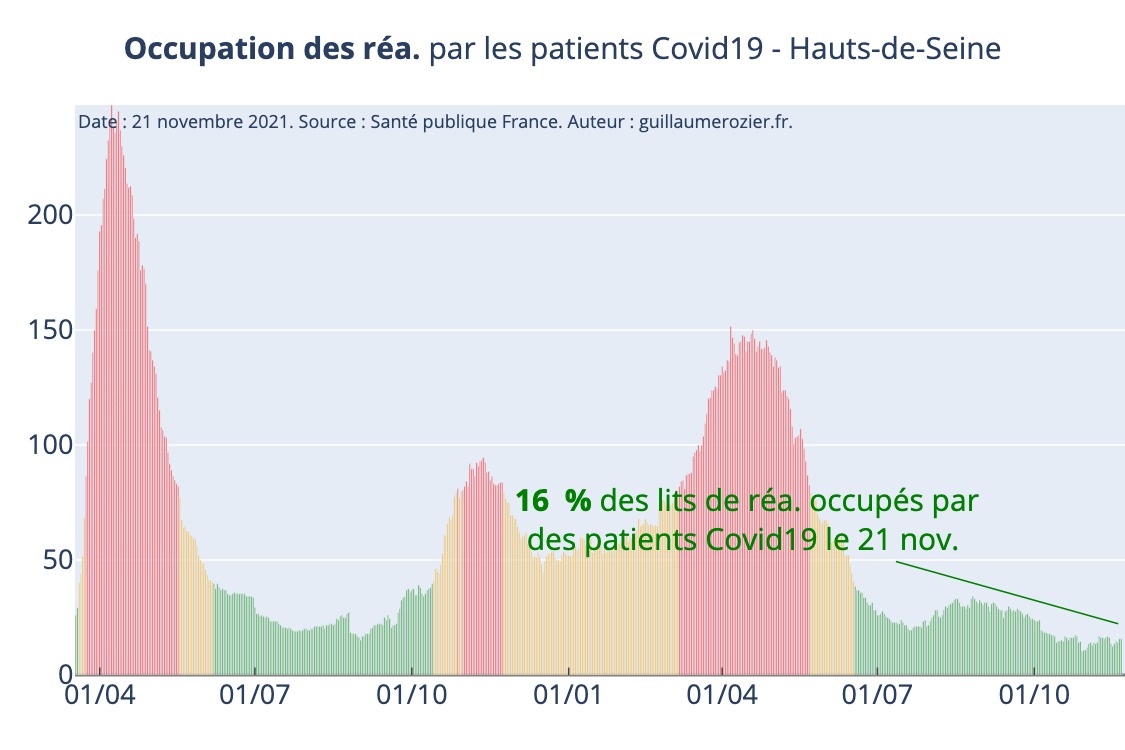 Occupation des réa. par les patients Covid19 - Hauts-de-Seine
Date : 21 novembre 2021. Source : Santé publique France. Auteur : guillaumerozier.fr.
200
150
100
16 % des lits de réa. occupés par
des patients Covid19 le 21 nov.
50
0
01/04 01/07 01/10 01/01 01/04 01/07 01/10